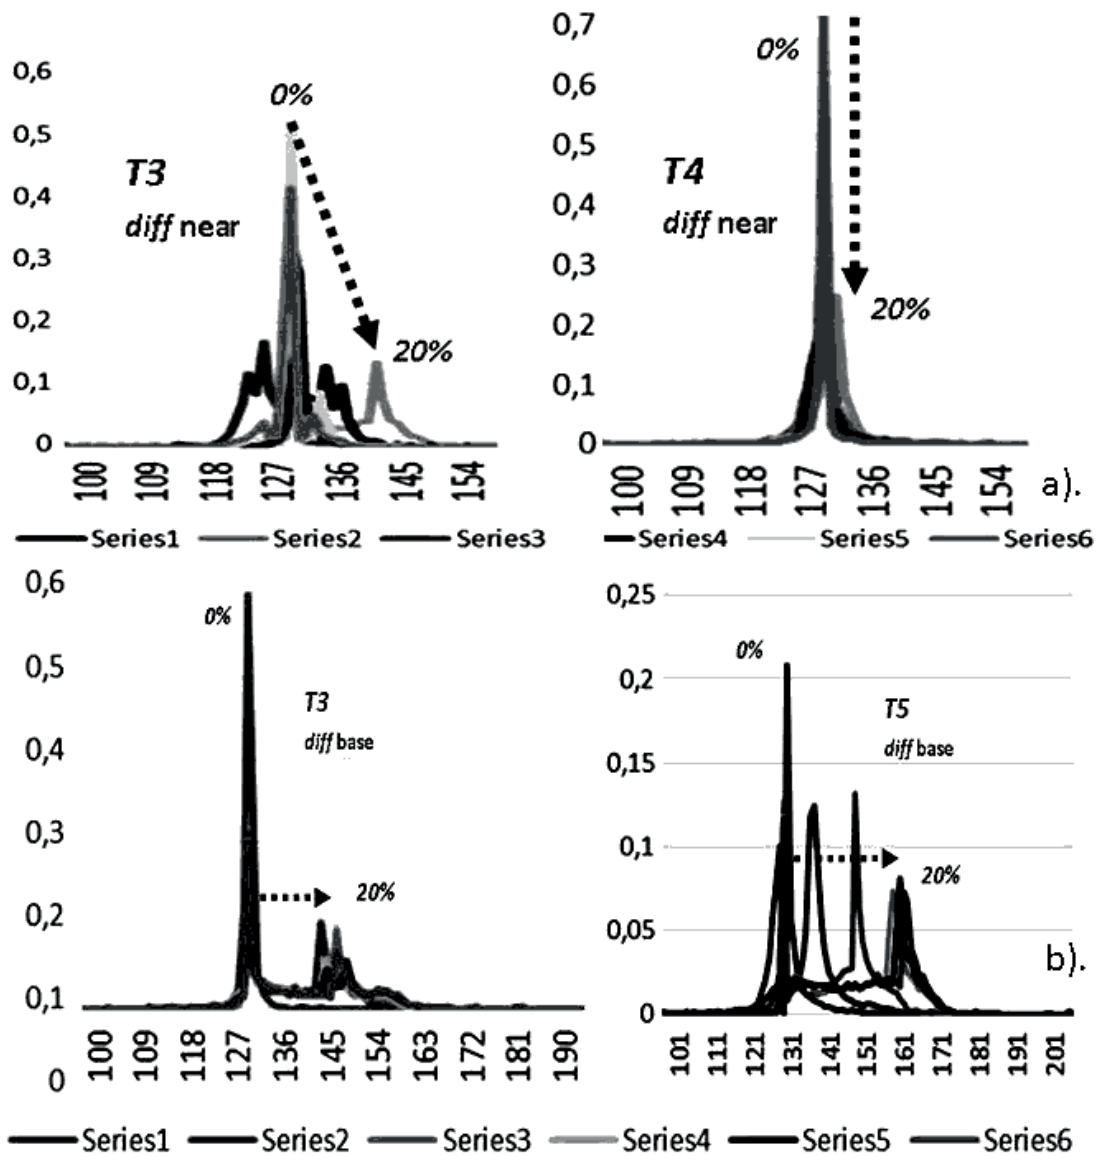 0,6
0,5
0,4
0,3
0,2
0,1
0
0%
T3
diff near
20%
100 109 118 127 136 145 154
Series1 Series2 Series3
0,7
0,6
0,5
0,4
0,3
0,2
0,1
0
0%
T4
diff near
20%
100 109 118 127 136 145 154
a).
Series4 Series5 Series6
0,6
0,5
0,4
0,3
0,2
0,1
0
0%
T3
diff base
20%
100 109 118 127 136 145 154 163 172 181 190
0,25
0,2
0,15
0,1
0,05
0
0%
T5
diff base
20%
101 111 121 131 141 151 161 171 181 191 201
b).
Series1 Series2 Series3 Series4 Series5 Series6